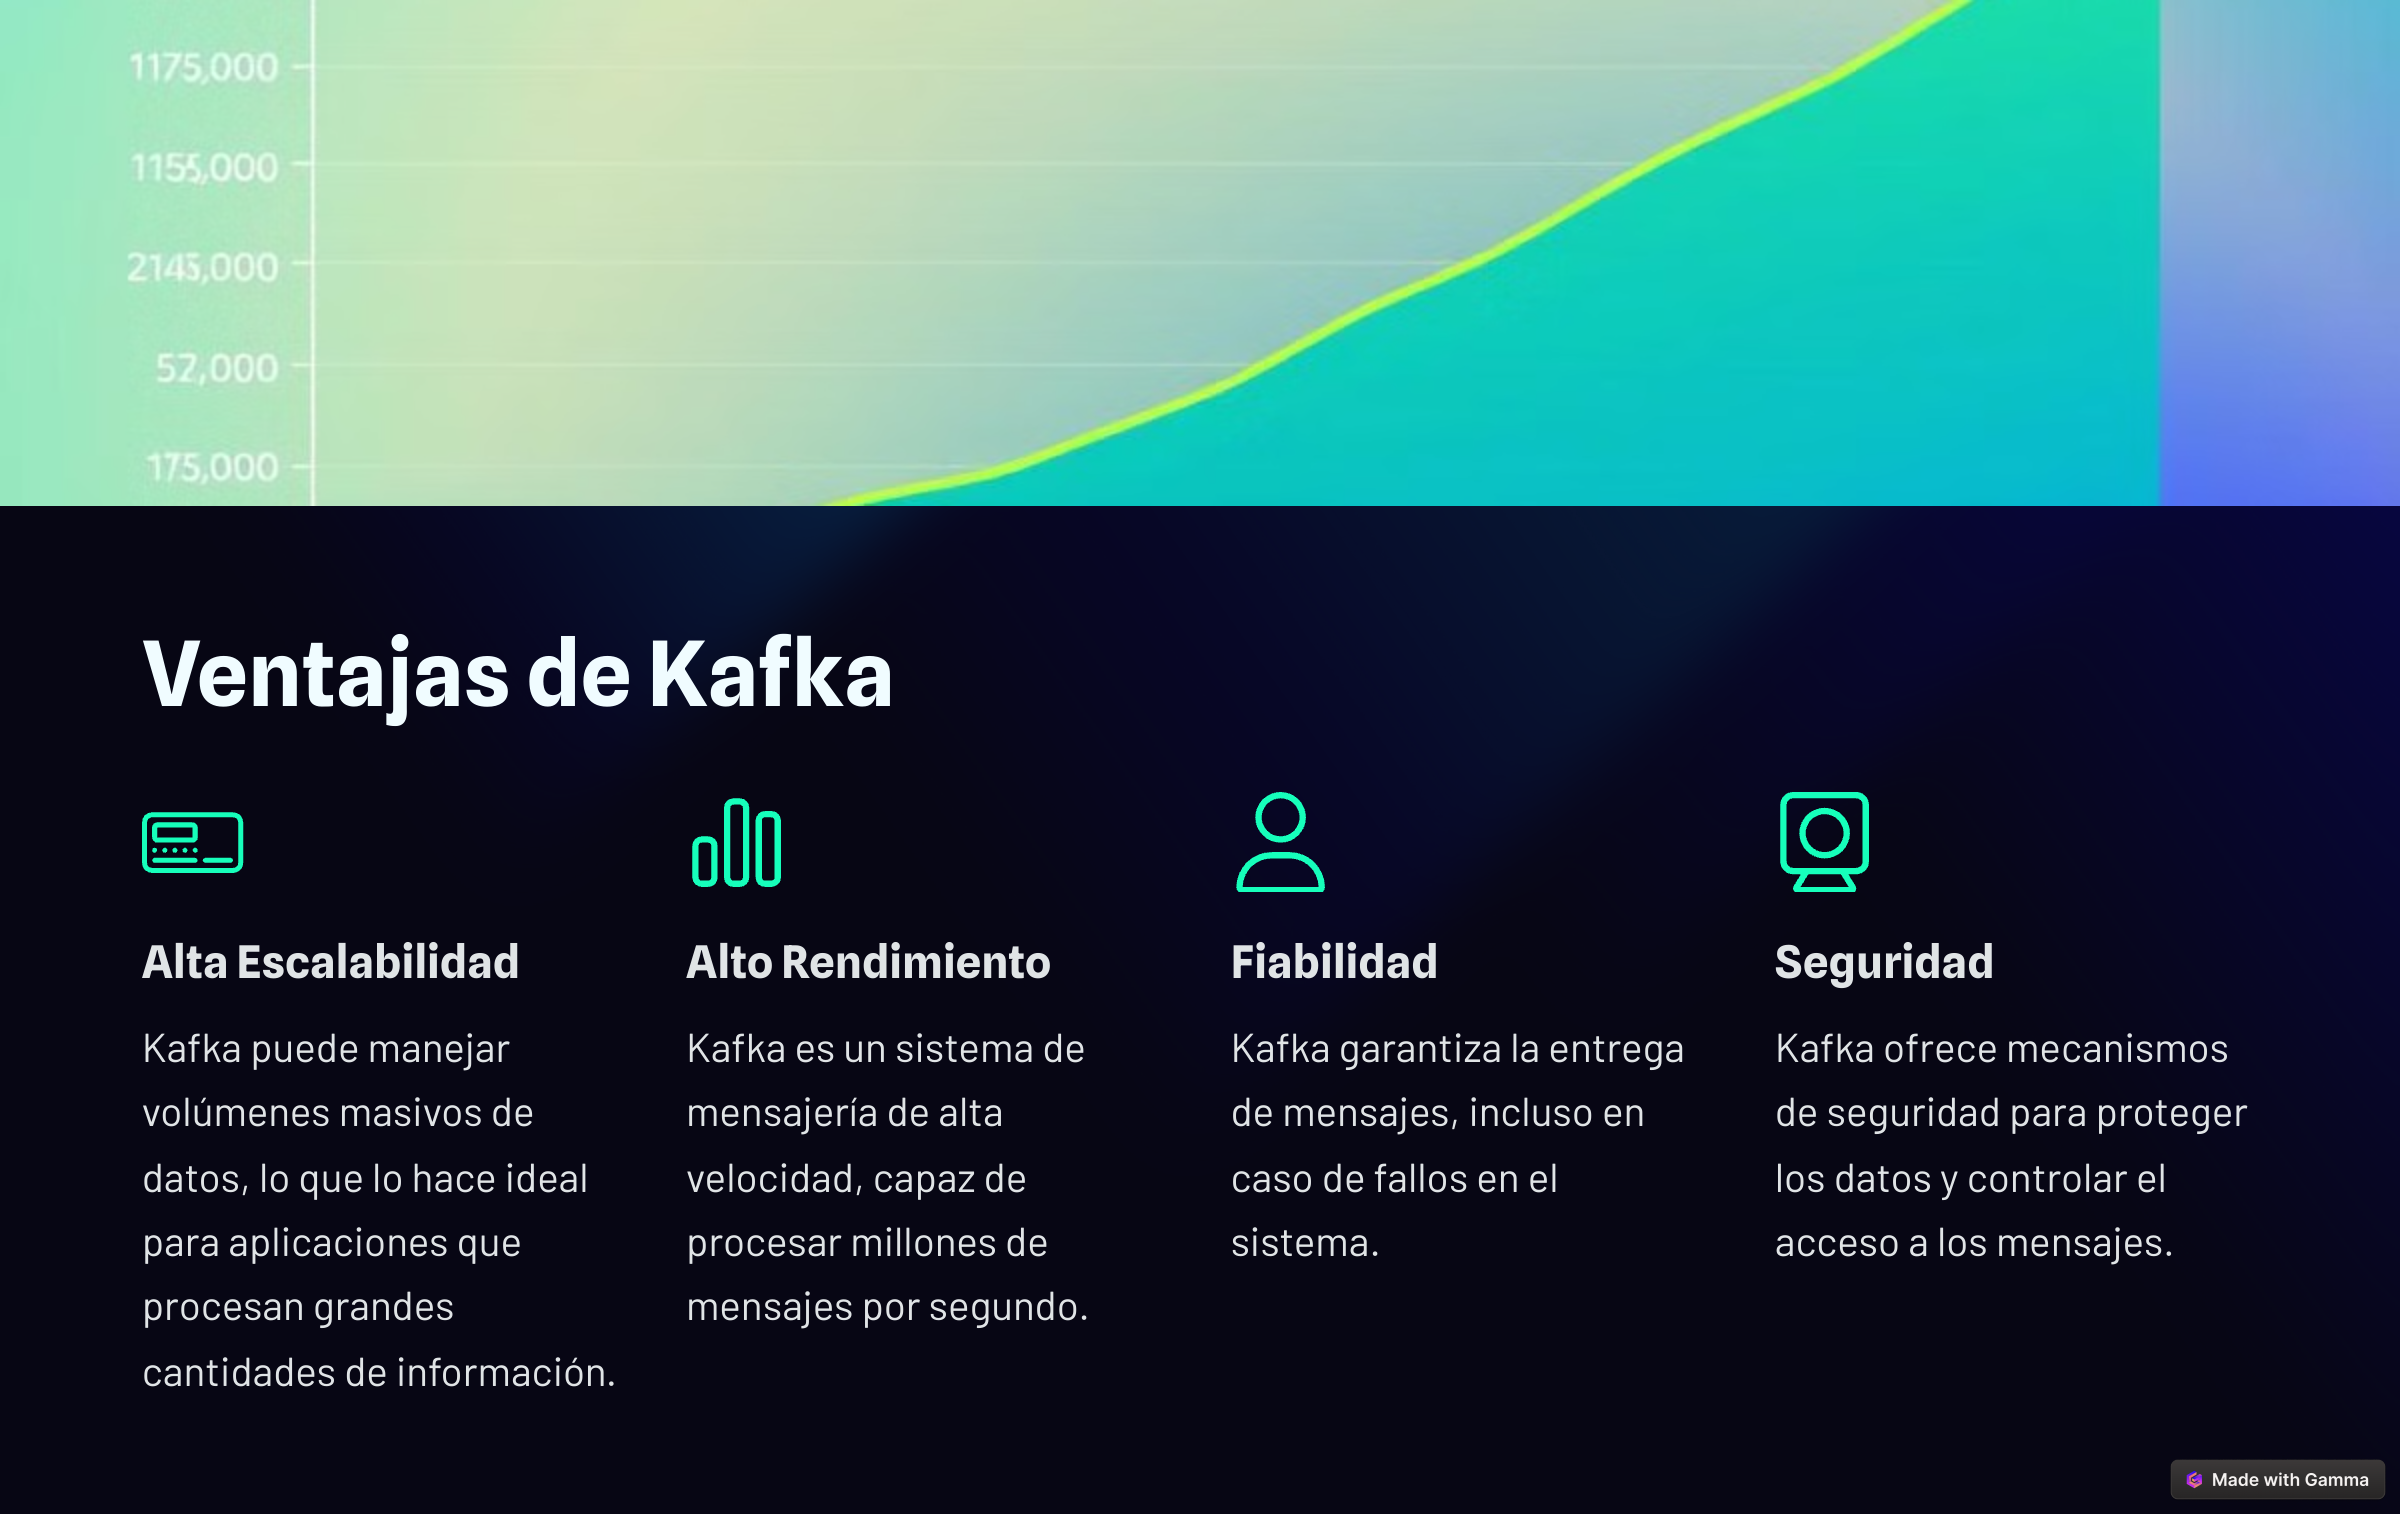 1175,000
1155,000
2145,000
52,000
175,000
Ventajas de Kafka
Alta Escalabilidad
Kafka puede manejar
volúmenes masivos de
datos, lo que lo hace ideal
para aplicaciones que
procesan grandes
cantidades de información.
Alto Rendimiento
Kafka es un sistema de
mensajería de alta
velocidad, capaz de
procesar millones de
mensajes por segundo.
Fiabilidad
Kafka garantiza la entrega
de mensajes, incluso en
caso de fallos en el
sistema.
Seguridad
Kafka ofrece mecanismos
de seguridad para proteger
los datos y controlar el
acceso a los mensajes.
Made with Gamma